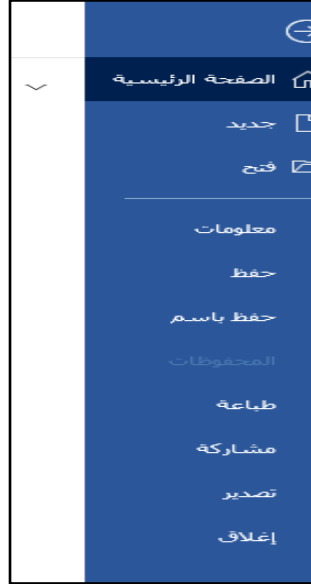 الصفحة الرئيسية
جديد
فتح
معلومات
حفظ
حفظ باسم
المحفوظات
طباعة
مشاركة
تصدير
إغلاق